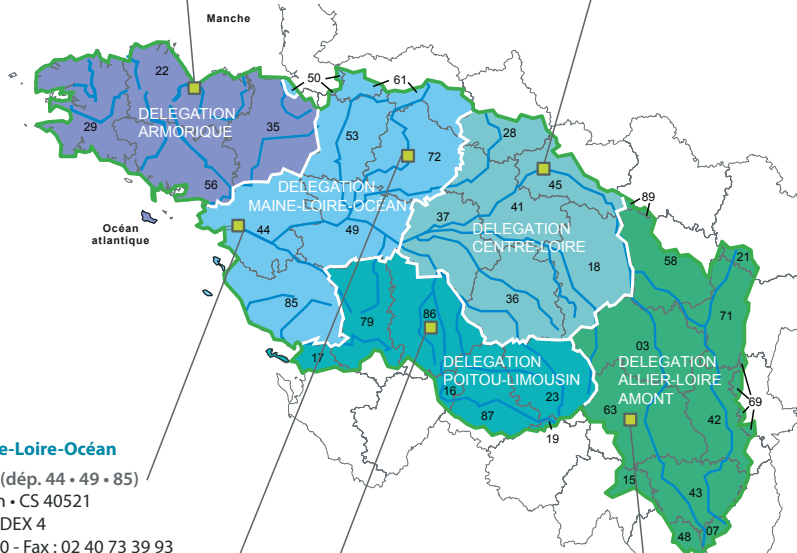 Manche
50
61
22
DELEGATION
ARMORIQUE
29
35
53
28
72
45
56
DELEGATION
MAINE-LOIRE-OCÉAN
89
37
41
Océan
atlantique
44
49
DELEGATION
CENTRE-LOIRE
58
21
18
85
36
79
86
71
03
17
DELEGATION
POITOU-LIMOUSIN
DELEGATION
ALLIER-LOIRE
AMONT
16
23
69
63
87
42
19
e-Loire-Océan
(dép. 44 • 49 • 85)
n • CS 40521
DEX 4
0 - Fax : 02 40 73 39 93
15
43
48
07